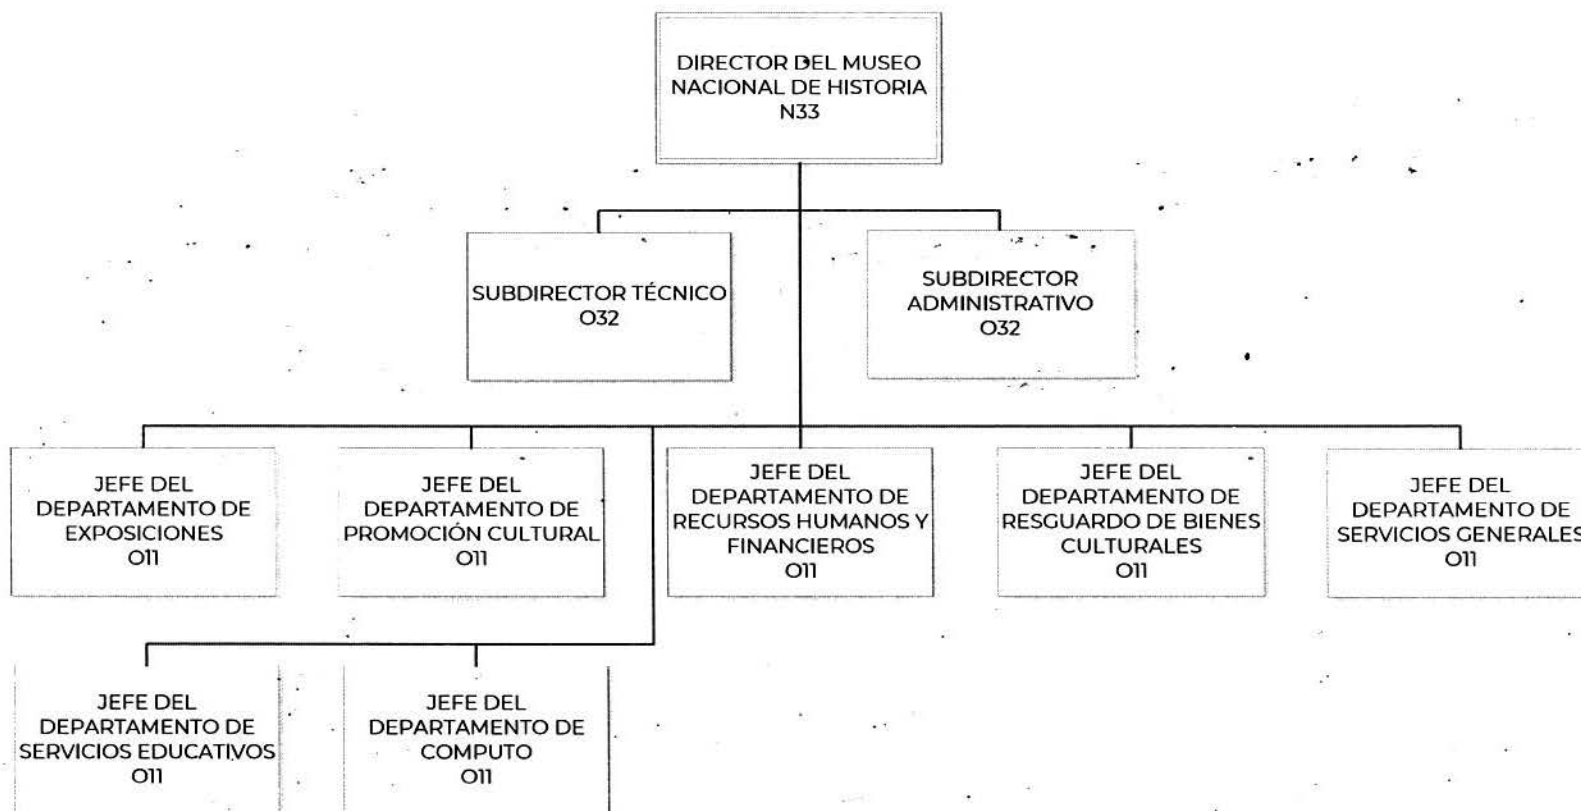 DIRECTOR DEL MUSEO
NACIONAL DE HISTORIA
N33
SUBDIRECTOR TÉCNICO
O32
SUBDIRECTOR
ADMINISTRATIVO
O32
JEFE DEL
DEPARTAMENTO DE
EXPOSICIONES
O11
JEFE DEL
DEPARTAMENTO DE
PROMOCIÓN CULTURAL
O11
JEFE DEL
DEPARTAMENTO DE
RECURSOS HUMANOS Y
FINANCIEROS
O11
JEFE DEL
DEPARTAMENTO DE
RESGUARDO DE BIENES
CULTURALES
O11
JEFE DEL
DEPARTAMENTO DE
SERVICIOS GENERALES
O11
JEFE DEL
DEPARTAMENTO DE
SERVICIOS EDUCATIVOS
O11
JEFE DEL
DEPARTAMENTO DE
COMPUTO
O11